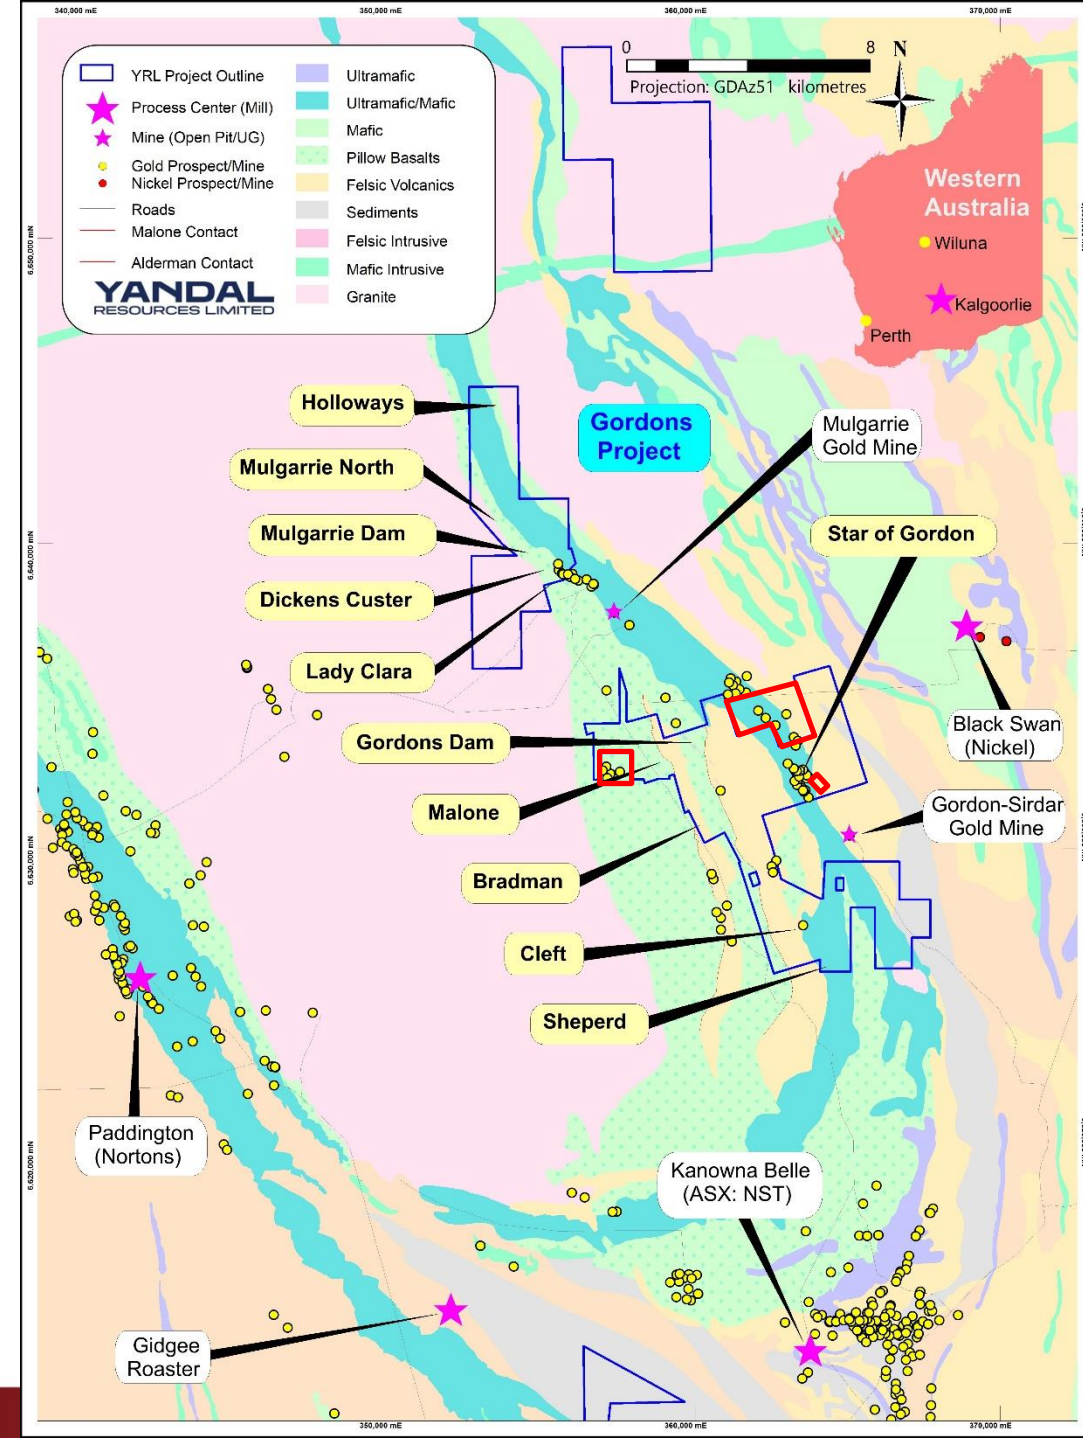 340,000 mE
350,000 mE
360,000 mE
370,000 mE
YRL Project Outline
Process Center (Mill)
Mine (Open Pit/UG)
Gold Prospect/Mine
Nickel Prospect/Mine
Roads
Malone Contact
Alderman Contact
YANDAL
RESOURCES LIMITED
Ultramafic
Ultramafic/Mafic
Mafic
Pillow Basalts
Felsic Volcanics
Sediments
Felsic Intrusive
Mafic Intrusive
Granite
0
8
N
Projection: GDAz51 kilometres
Western
Australia
Wiluna
Kalgoorlie
Perth
6,650,000 mN
Holloways
Gordons
Project
Mulgarrie
Gold Mine
Mulgarrie North
Mulgarrie Dam
Star of Gordon
6,640,000 mN
Dickens Custer
Lady Clara
Black Swan
(Nickel)
Gordons Dam
Malone
Gordon-Sirdar
Gold Mine
6,630,000 mN
Bradman
Cleft
Sheperd
Paddington
(Nortons)
6,620,000 mN
Kanowna Belle
(ASX: NST)
Gidgee
Roaster
350,000 mE
360,000 mE
370,000 mE